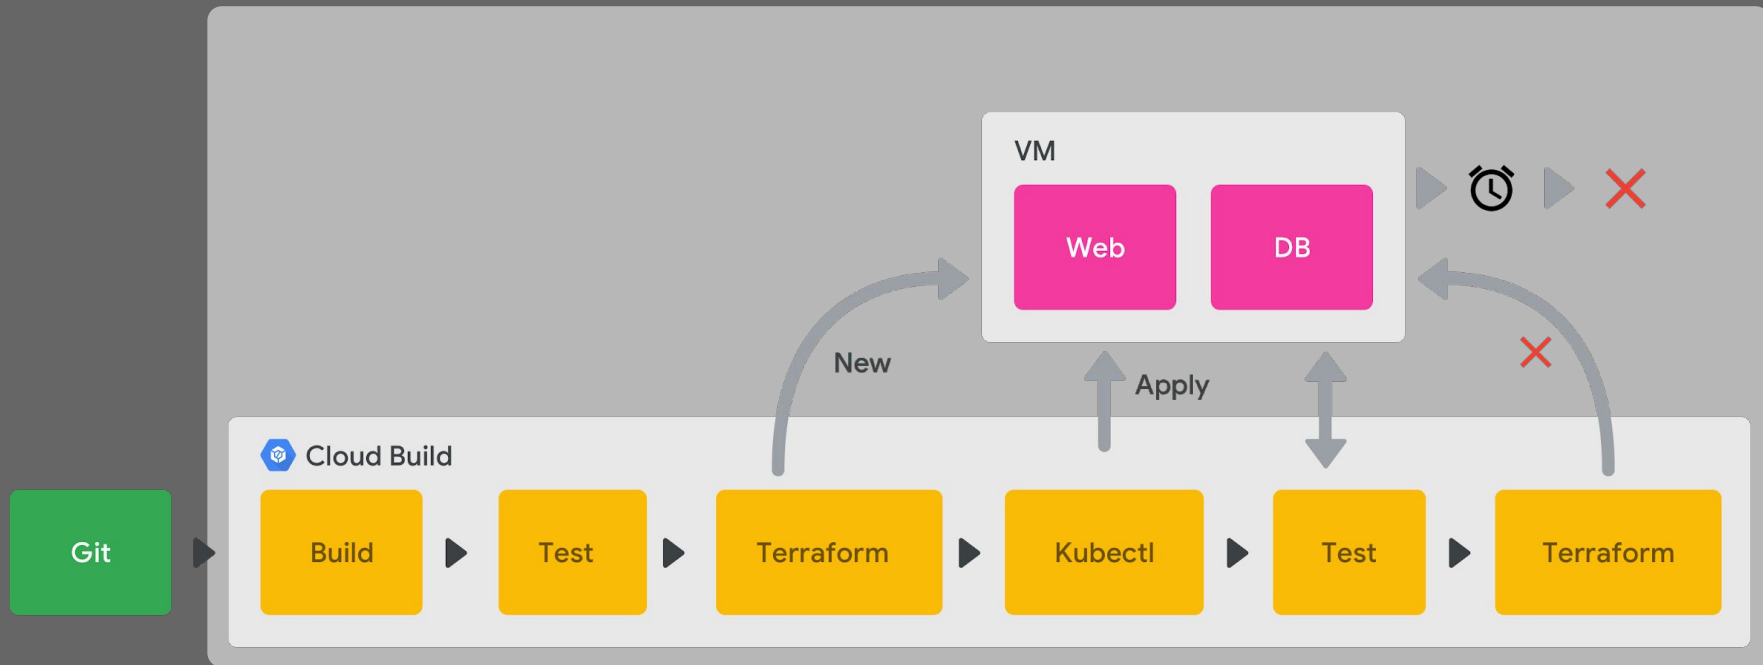 VM
Web
DB
New
Apply
Cloud Build
Git
Build
Test
Terraform
Kubectl
Test
Terraform